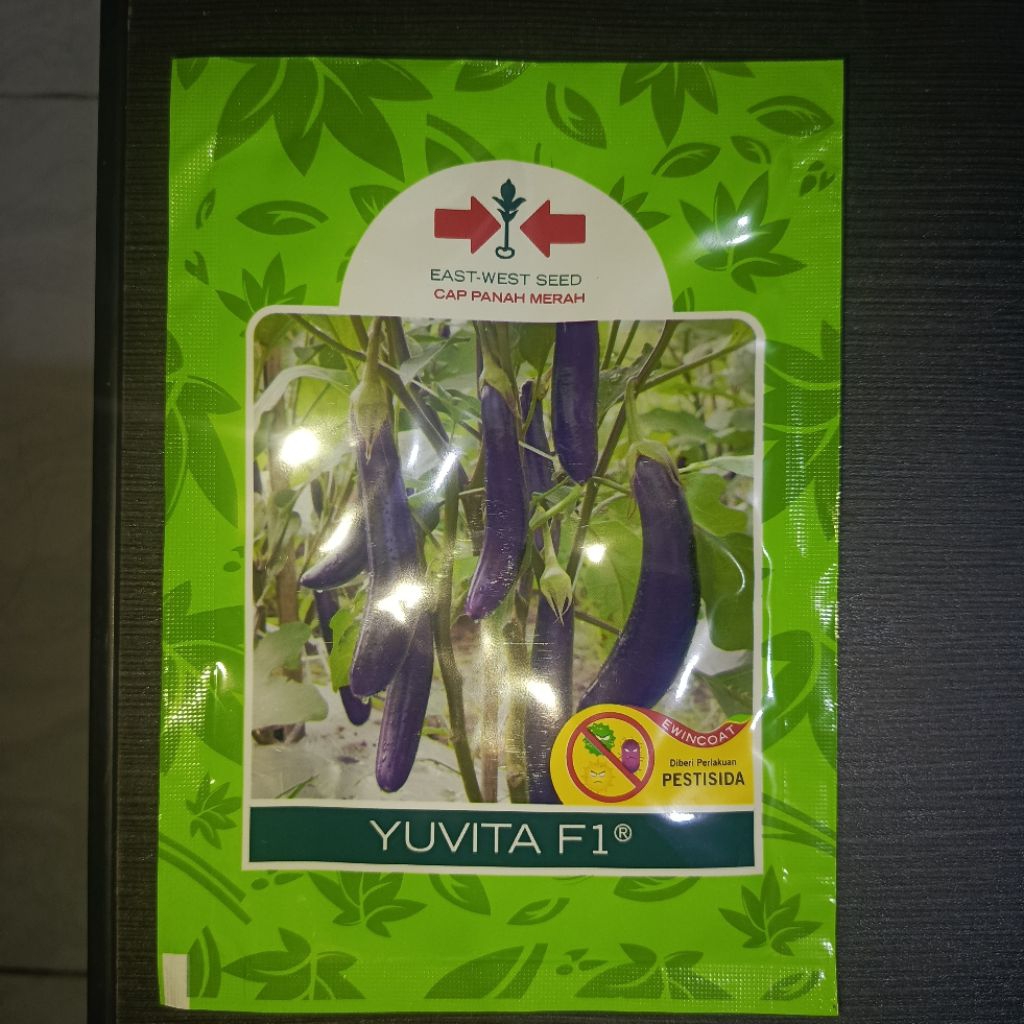 EAST-WEST SEED
CAP PANAH MERAH
EWINCOAT
Diberi Perlakuan
PESTISIDA
YUVITA F1®